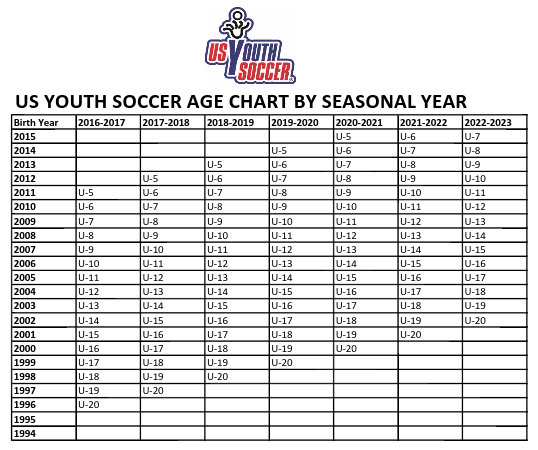 US YOUTH
SOCCER
US YOUTH SOCCER AGE CHART BY SEASONAL YEAR
Birth Year 2016-2017 2017-2018 2018-2019 2019-2020 2020-2021 2021-2022 2022-2023
2015 U-5 U-6 U-7
2014 U-5 U-6 U-7 U-8
2013 U-5 U-6 U-7 U-8 U-9
2012 U-5 U-6 U-7 U-8 U-9 U-10
2011 U-5 U-6 U-7 U-8 U-9 U-10 U-11
2010 U-6 U-7 U-8 U-9 U-10 U-11 U-12
2009 U-7 U-8 U-9 U-10 U-11 U-12 U-13
2008 U-8 U-9 U-10 U-11 U-12 U-13 U-14
2007 U-9 U-10 U-11 U-12 U-13 U-14 U-15
2006 U-10 U-11 U-12 U-13 U-14 U-15 U-16
2005 U-11 U-12 U-13 U-14 U-15 U-16 U-17
2004 U-12 U-13 U-14 U-15 U-16 U-17 U-18
2003 U-13 U-14 U-15 U-16 U-17 U-18 U-19
2002 U-14 U-15 U-16 U-17 U-18 U-19 U-20
2001 U-15 U-16 U-17 U-18 U-19 U-20
2000 U-16 U-17 U-18 U-19 U-20
1999 U-17 U-18 U-19 U-20
1998 U-18 U-19 U-20
1997 U-19 U-20
1996 U-20
1995
1994